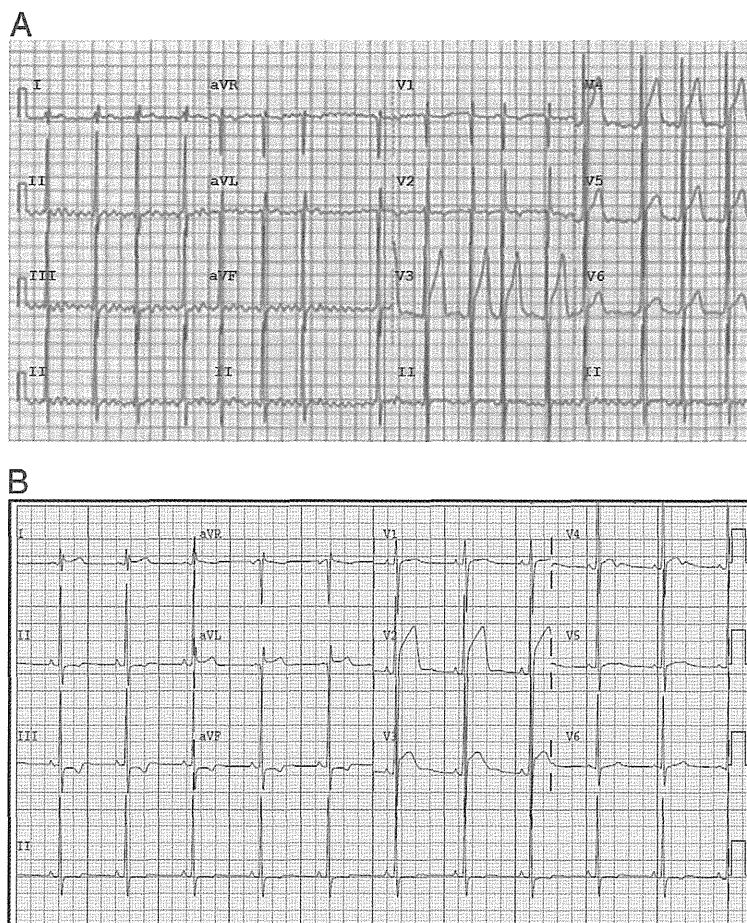 A
I aVR V1 V4
II aVL V2 V5
III aVF V3 V6
II II II II
B
I aVR V1 V4
II aVL V2 V5
III aVF V3 V6
II